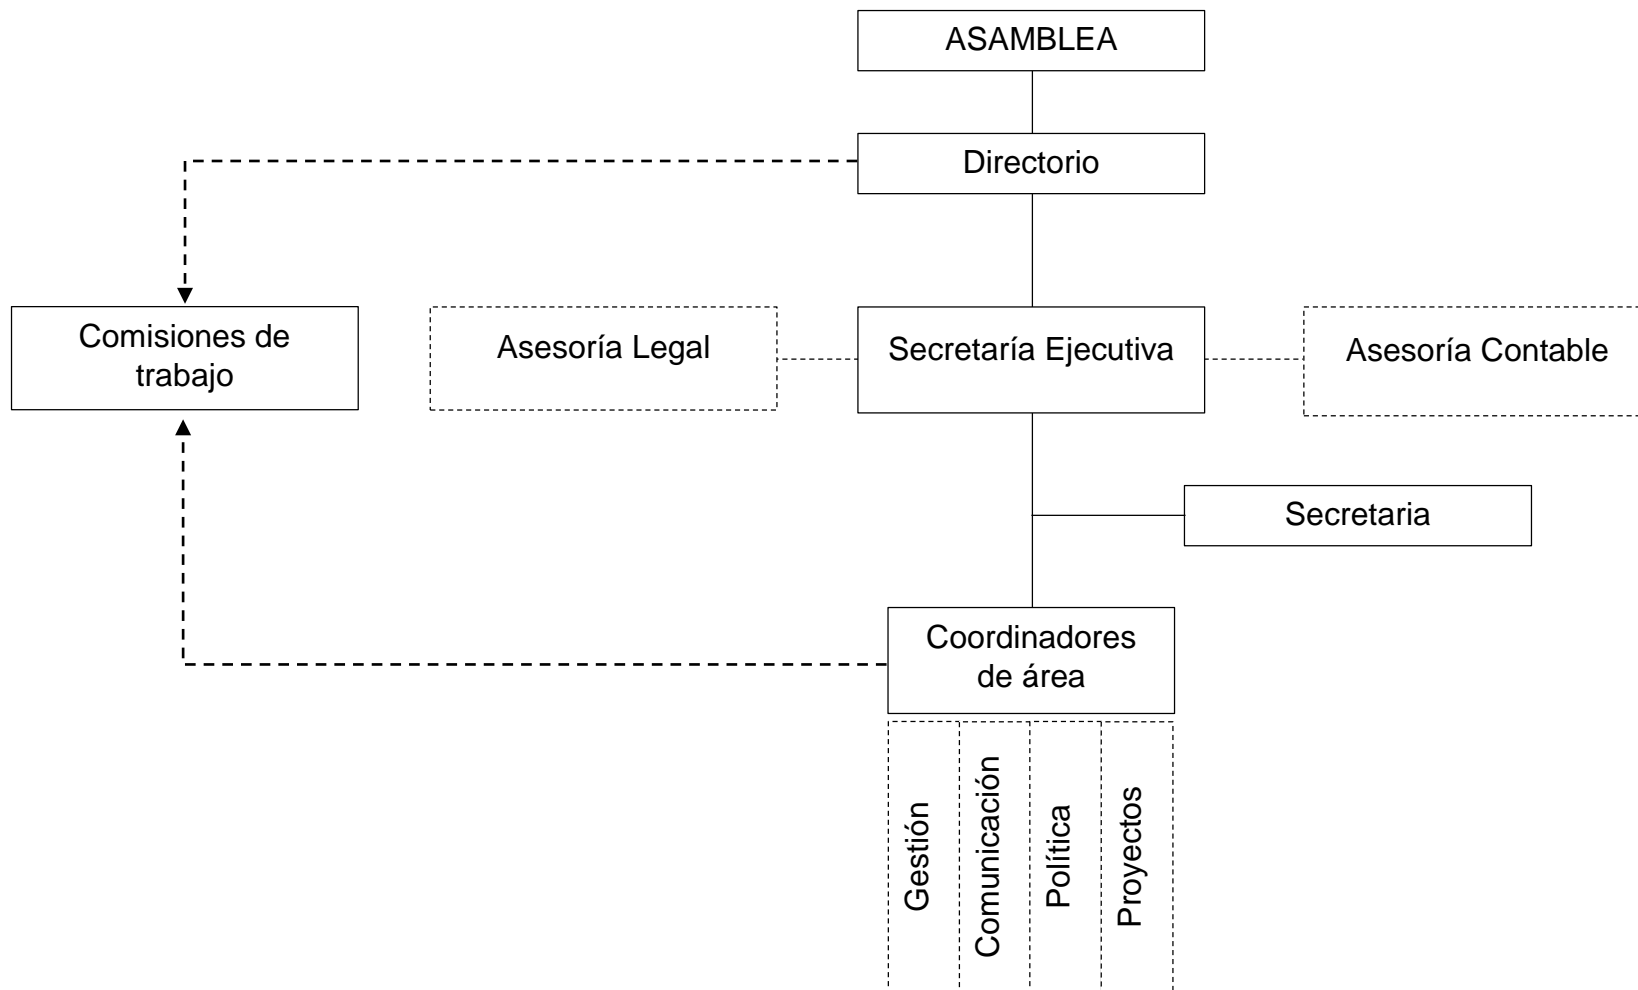 ASAMBLEA
Directorio
Comisiones de
trabajo
Asesoría Legal
Secretaría Ejecutiva
Asesoría Contable
Secretaria
Coordinadores
de área
Gestión
Comunicación
Política
Proyectos